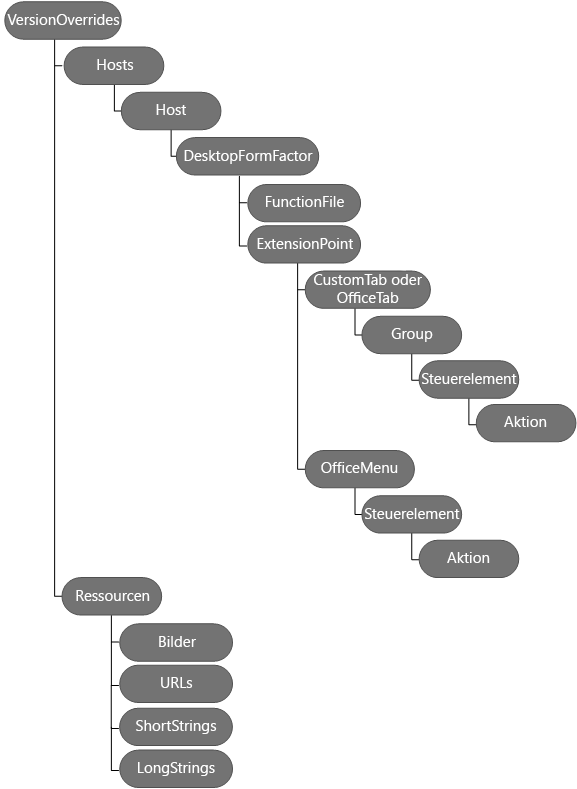 VersionOverrides
Hosts
Host
DesktopFormFactor
FunctionFile
ExtensionPoint
CustomTab oder
OfficeTab
Group
Steuerelement
Aktion
OfficeMenu
Steuerelement
Aktion
Ressourcen
Bilder
URLs
ShortStrings
LongStrings